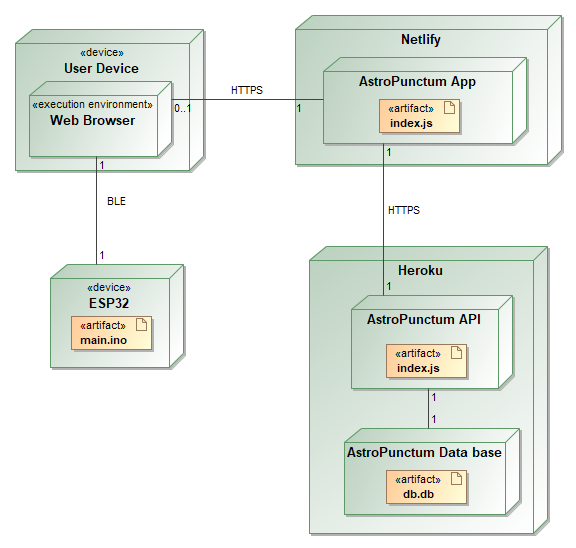 «device»
User Device
«execution environment»
Web Browser
0..1
HTTPS
1
Netlify
AstroPunctum App
«artifact»
index.js
1
HTTPS
1
1
BLE
1
«device»
ESP32
«artifact»
main.ino
Heroku
AstroPunctum API
«artifact»
index.js
1
1
AstroPunctum Data base
«artifact»
db.db